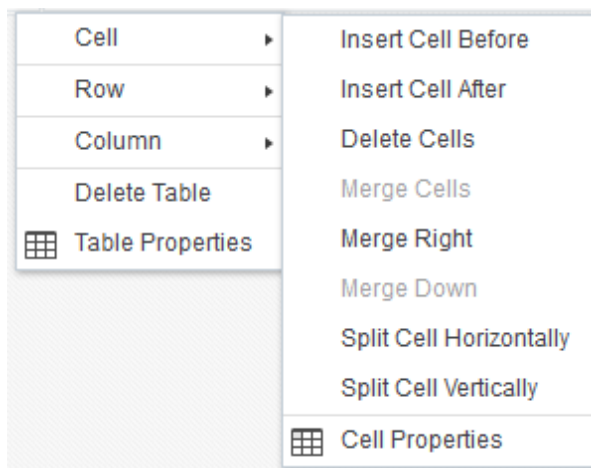 Cell
Row
Column
Delete Table
Table Properties
Insert Cell Before
Insert Cell After
Delete Cells
Merge Cells
Merge Right
Merge Down
Split Cell Horizontally
Split Cell Vertically
Cell Properties